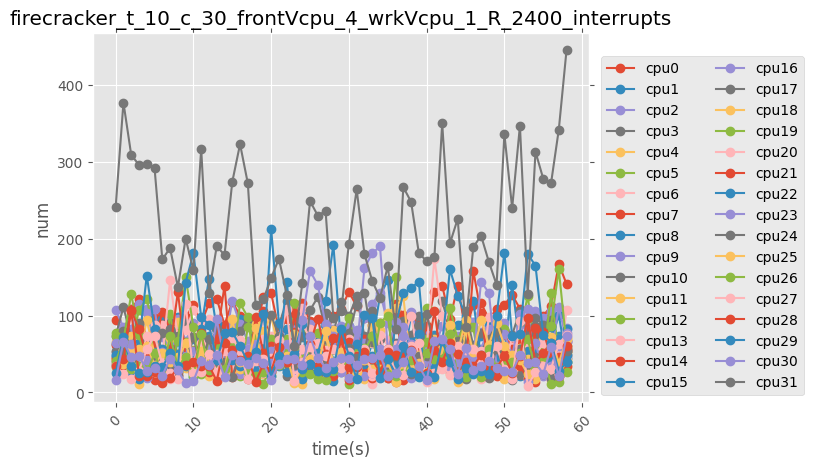 firecracker_t_10_c_30_frontVcpu_4_wrkVcpu_1_R_2400_interrupts
num
400
300
200
100
0
0
10
20
30
40
50
60
time(s)
cpu0
cpu1
cpu2
cpu3
cpu4
cpu5
cpu6
cpu7
cpu8
cpu9
cpu10
cpu11
cpu12
cpu13
cpu14
cpu15
cpu16
cpu17
cpu18
cpu19
cpu20
cpu21
cpu22
cpu23
cpu24
cpu25
cpu26
cpu27
cpu28
cpu29
cpu30
cpu31